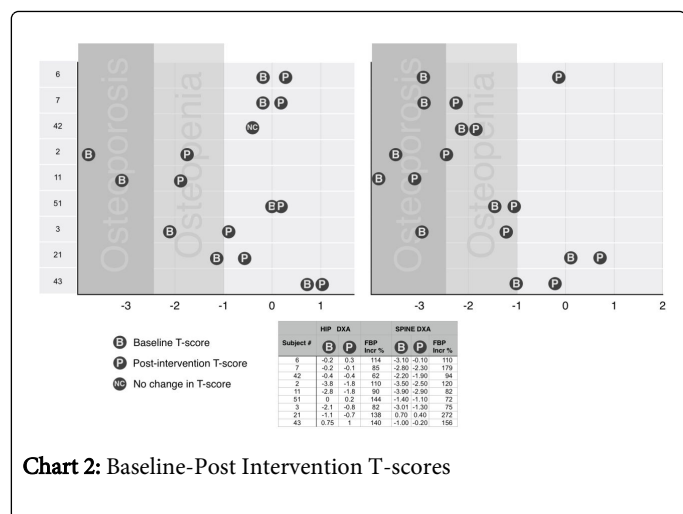 Osteoporosis Osteopenia Osteoporosis Osteopenia
6 B P B P
7 B P B P
42 NC B P
2 B P B P
11 B P B P
51 B P B P
3 B P B P
21 B P B P
43 B P B P
-3 -2 -1 0 1 -3 -2 -1 0 1 2
B Baseline T-score
P Post-intervention T-score
NC No change in T-score
HIP DXA SPINE DXA
Subject # B P FBP Incr % B P FBP Incr %
6 -0.2 0.3 114 -3.10 -0.10 110
7 -0.2 -0.1 85 -2.80 -2.30 179
42 -0.4 -0.4 62 -2.20 -1.90 94
2 -3.8 -1.8 110 -3.50 -2.50 120
11 -2.8 -1.8 90 -3.90 -2.90 82
51 0 0.2 144 -1.40 -1.10 72
3 -2.1 -0.8 82 -3.01 -1.30 75
21 -1.1 -0.7 138 0.70 0.40 272
43 0.75 1 140 -1.00 -0.20 156
Chart 2: Baseline-Post Intervention T-scores